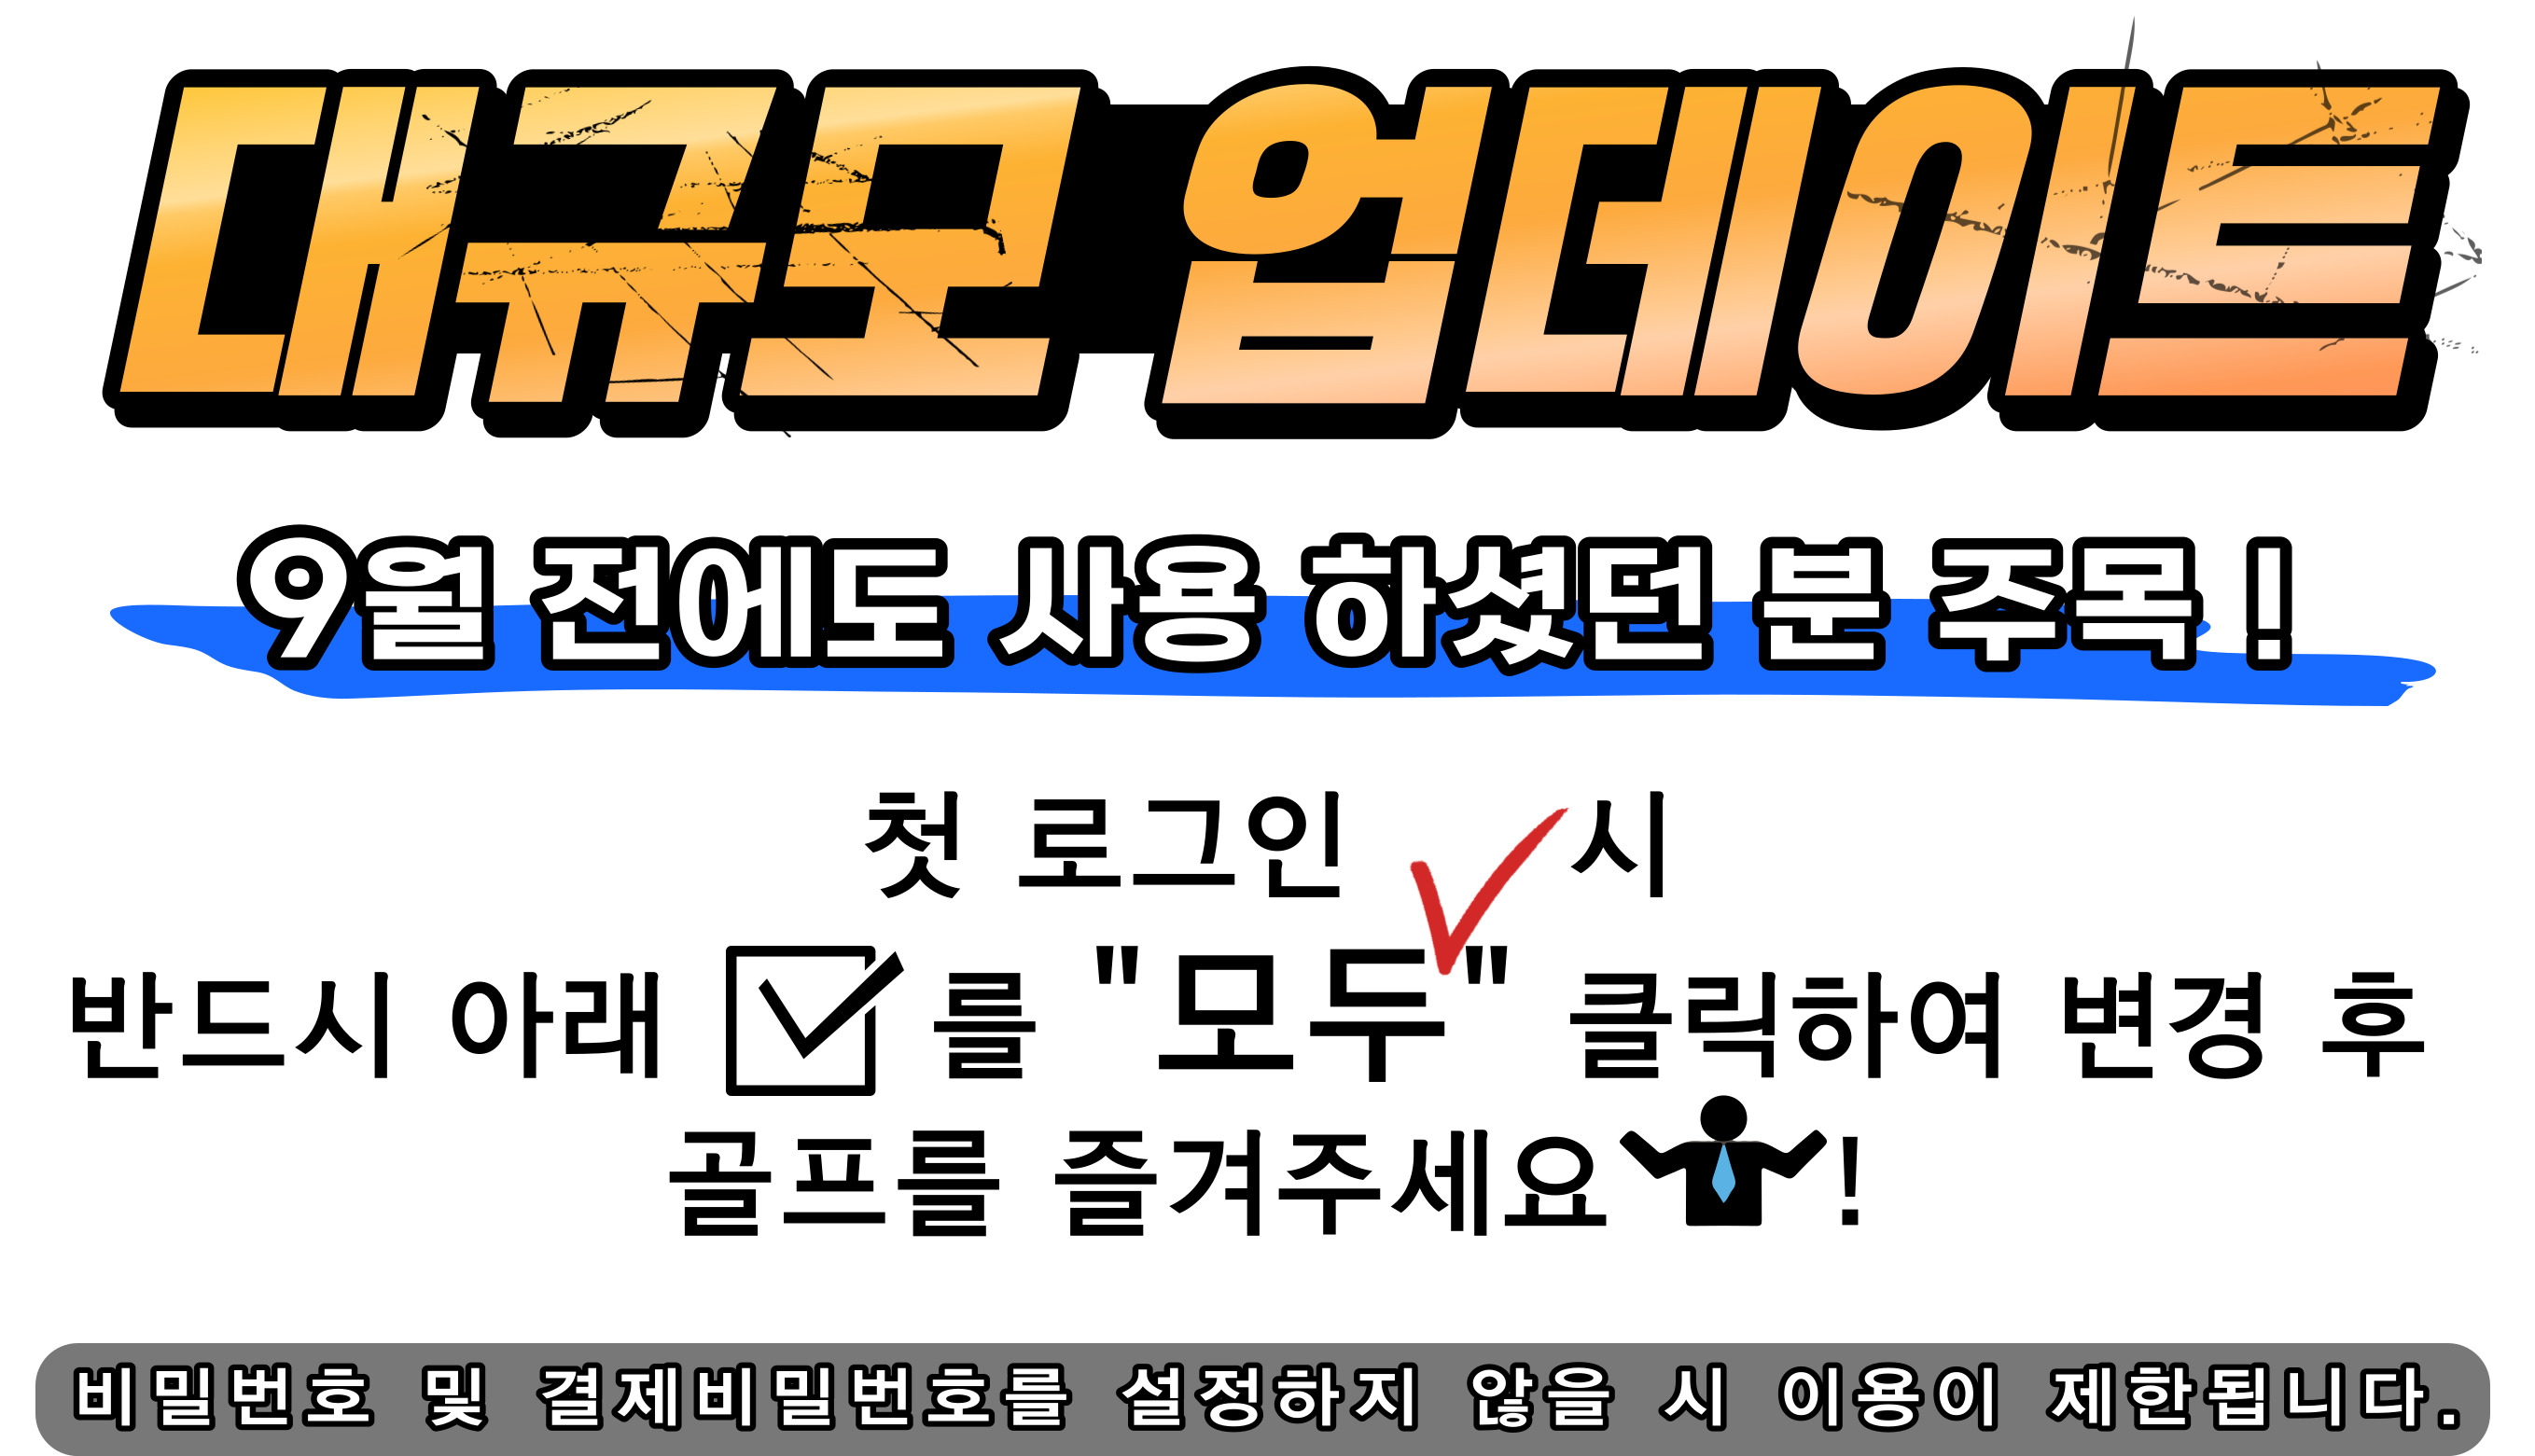 대규모 업데이트
9월 전에도 사용 하셨던 분 주목 !
첫 로그인 시
반드시 아래 를 "모두" 클릭하여 변경 후
골프를 즐겨주세요!
비밀번호 및 결제비밀번호를 설정하지 않을 시 이용이 제한됩니다.